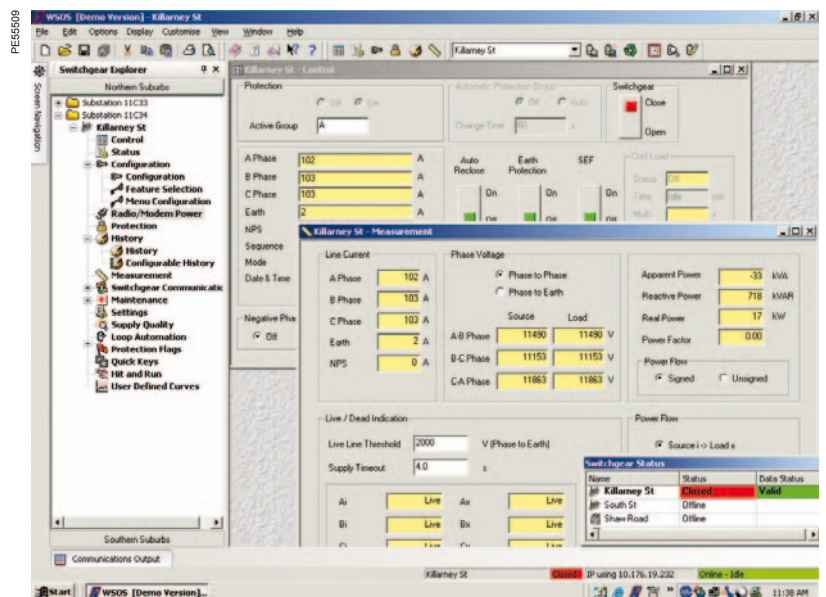 PE55509
WSOS [Demo Version] - Killarney St
File Edit Options Display Customise View Window Help
Killarney St
Screen Navigation
Switchgear Explorer
Northern Suburbs
Substation 11C33
Substation 11C34
Killarney St
Control
Status
Configuration
Configuration
Feature Selection
Menu Configuration
Radio/Modem Power
Protection
History
History
Configurable History
Measurement
Switchgear Communicatic
Maintenance
Settings
Supply Quality
Loop Automation
Protection Flags
Quick Keys
Hit and Run
User Defined Curves
Southern Suburbs
Communications Output
Killarney St - Control
Protection
Off On
Active Group A
Automatic Protection Group
Off Auto
Change Time 60 s
Switchgear
Close
Open
A Phase 102 A
B Phase 103 A
C Phase 103 A
Earth 2 A
NPS
Sequence
Mode
Date & Time
Negative Pha
Off
Auto Reclose
Earth Protection
SEF
On On On
Off Off Off
Cold Load
Status Off
Time Idle min
Mult x
Killarney St - Measurement
Line Current
A Phase 102 A
B Phase 103 A
C Phase 103 A
Earth 2 A
NPS 0 A
Phase Voltage
Phase to Phase
Phase to Earth
Source Load
A-B Phase 11490 11490 V
B-C Phase 11153 11153 V
C-A Phase 11863 11863 V
Apparent Power -33 kVA
Reactive Power 718 kVAR
Real Power 17 kW
Power Factor 0.00
Power Flow
Signed Unsigned
Live / Dead Indication
Live Line Threshold 2000 V (Phase to Earth)
Supply Timeout 4.0 s
Ai Live Ax Live
Bi Live Bx Live
Power Flow
Source i -> Load x
Switchgear Status
Name Status Data Status
Killarney St Closed Valid
South St Offline
Shaw Road Offline
Killarney St Closed IP using 10.176.19.232 Online - Idle
Start WSOS [Demo Version]... 11:38 AM